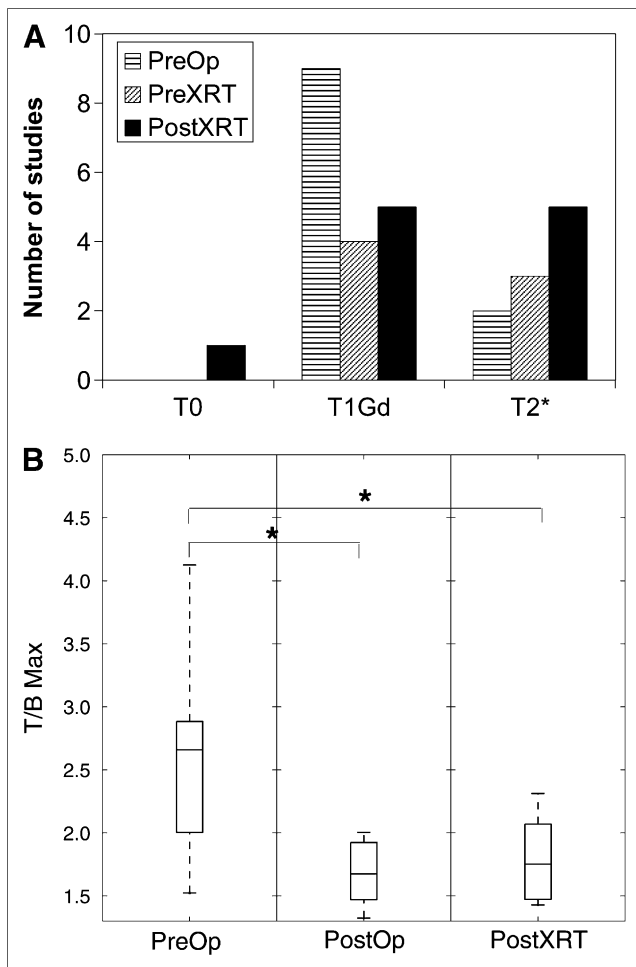 A
PreOp
PreXRT
PostXRT
Number of studies
10
8
6
4
2
0
T0 T1Gd T2*
B
T/B Max
5.0
4.5
4.0
3.5
3.0
2.5
2.0
1.5
*
*
PreOp PostOp PostXRT